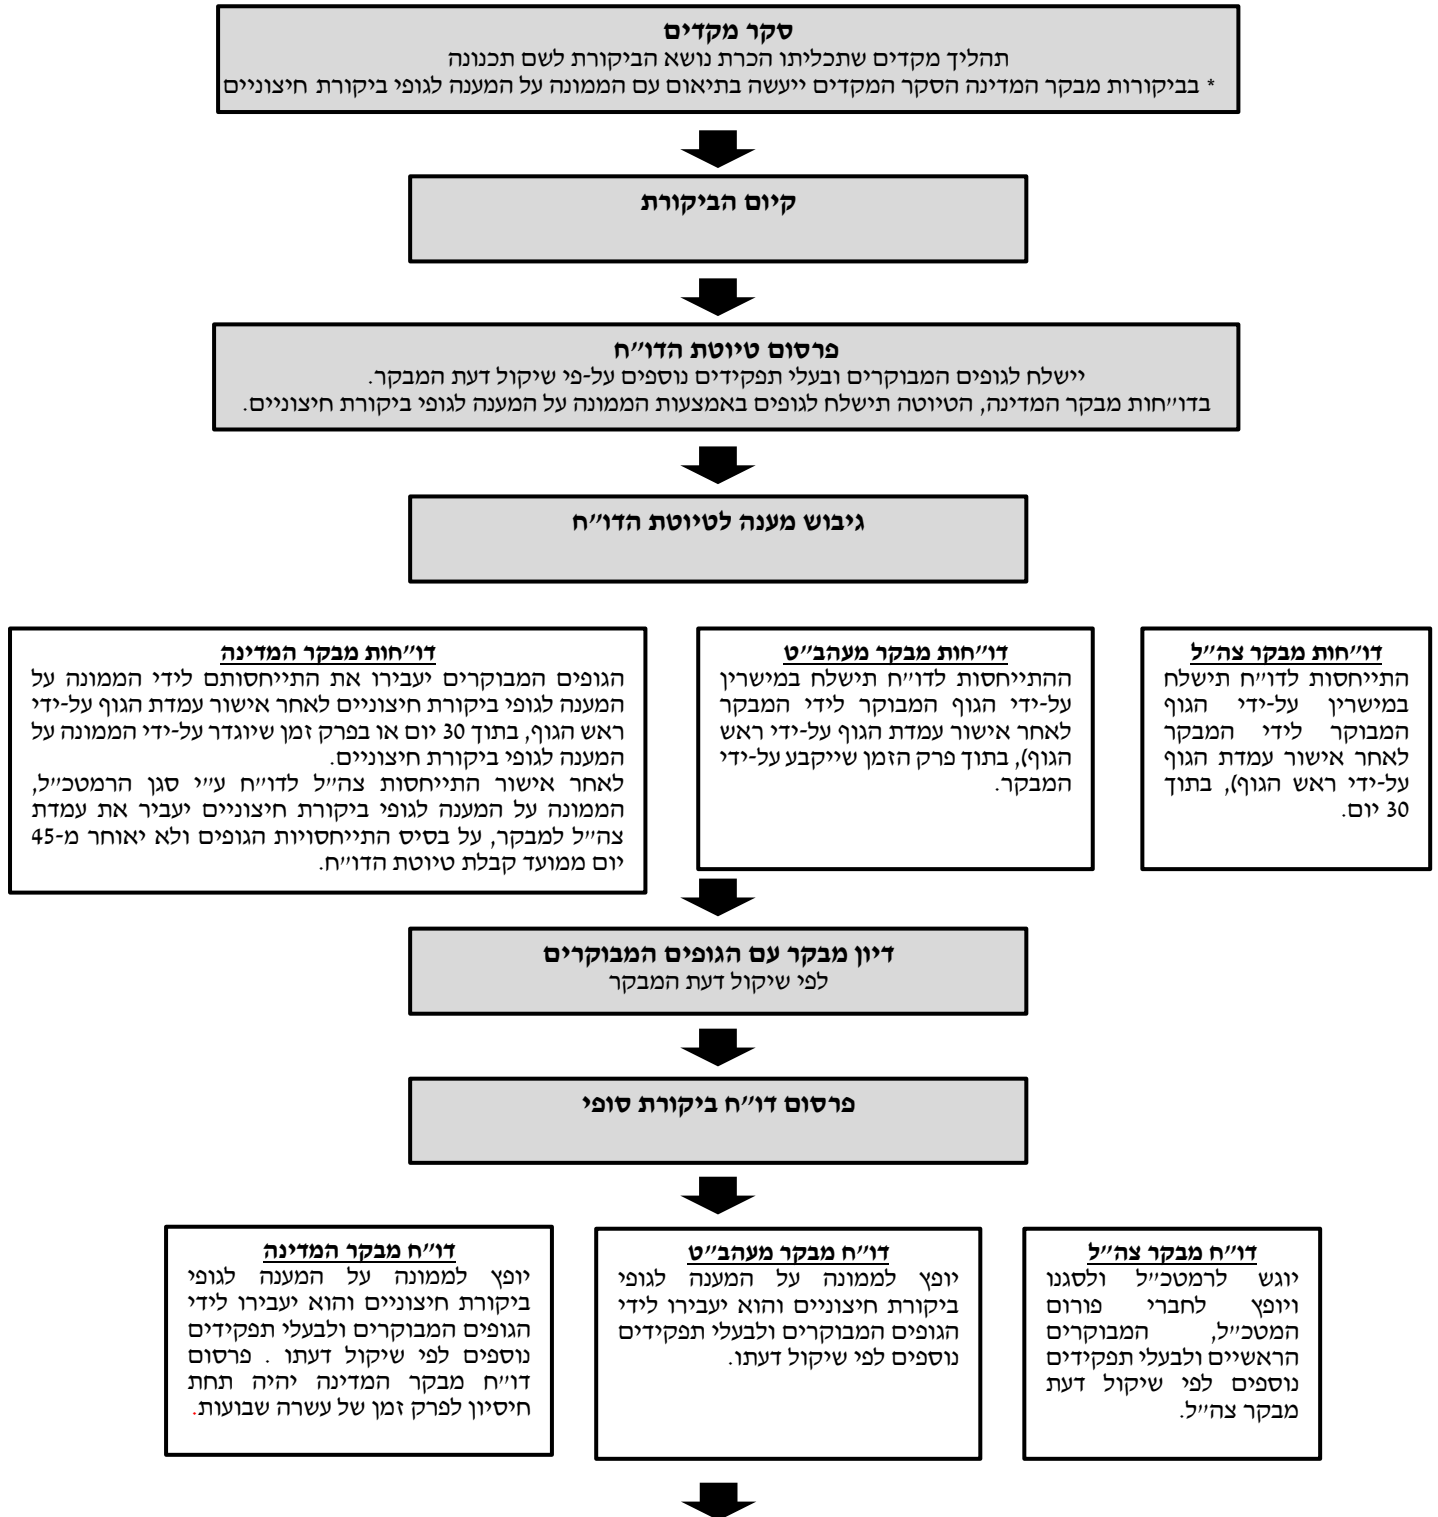 סקר מקדים
תהליך מקדים שתכליתו הכרת נושא הביקורת לשם תכנונה
* בביקורות מבקר המדינה הסקר המקדים ייעשה בתיאום עם הממונה על המענה לגופי ביקורת חיצוניים
קיום הביקורת
פרסום טיוטת הדו״ח
יישלח לגופים המבוקרים ובעלי תפקידים נוספים על-פי שיקול דעת המבקר.
בדו״חות מבקר המדינה, הטיוטה תישלח לגופים באמצעות הממונה על המענה לגופי ביקורת חיצוניים.
גיבוש מענה לטיוטת הדו״ח
דו״חות מבקר צה״ל
התייחסות לדו״ח תישלח
במישרין על-ידי הגוף
המבוקר לידי המבקר
לאחר אישור עמדת הגוף
על-ידי ראש הגוף), בתוך
30 יום.
דו״חות מבקר מעהב״ט
ההתייחסות לדו״ח תישלח במישרין
על-ידי הגוף המבוקר לידי המבקר
לאחר אישור עמדת הגוף על-ידי ראש
הגוף), בתוך פרק הזמן שייקבע על-ידי
המבקר.
דו״חות מבקר המדינה
הגופים המבוקרים יעבירו את התייחסותם לידי הממונה על
המענה לגופי ביקורת חיצוניים לאחר אישור עמדת הגוף על-ידי
ראש הגוף, בתוך 30 יום או בפרק זמן שיוגדר על-ידי הממונה על
המענה לגופי ביקורת חיצוניים.
לאחר אישור התייחסות צה״ל לדו״ח ע״י סגן הרמטכ״ל,
הממונה על המענה לגופי ביקורת חיצוניים יעביר את עמדת
צה״ל למבקר, על בסיס התייחסויות הגופים ולא יאוחר מ-45
יום ממועד קבלת טיוטת הדו״ח.
דיון מבקר עם הגופים המבוקרים
לפי שיקול דעת המבקר
פרסום דו״ח ביקורת סופי
דו״ח מבקר צה״ל
יוגש לרמטכ״ל ולסגנו
ויופץ לחברי פורום
המטכ״ל, המבוקרים
הראשיים ולבעלי תפקידים
נוספים לפי שיקול דעת
מבקר צה״ל.
דו״ח מבקר מעהב״ט
יופץ לממונה על המענה לגופי
ביקורת חיצוניים והוא יעבירו לידי
הגופים המבוקרים ולבעלי תפקידים
נוספים לפי שיקול דעתו.
דו״ח מבקר המדינה
יופץ לממונה על המענה לגופי
ביקורת חיצוניים והוא יעבירו לידי
הגופים המבוקרים ולבעלי תפקידים
נוספים לפי שיקול דעתו . פרסום
דו״ח מבקר המדינה יהיה תחת
חיסיון לפרק זמן של עשרה שבועות.